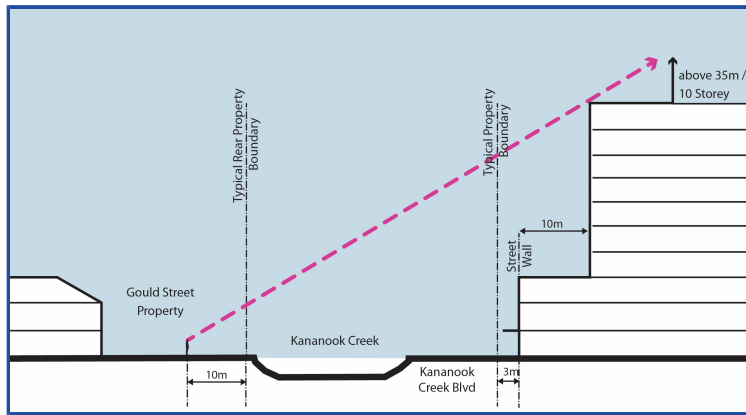 above 35m /
10 Storey
Typical Rear Property
Boundary
Typical Property
Boundary
10m
Street
Wall
Gould Street
Property
Kananook Creek
10m
Kananook
Creek Blvd
3m